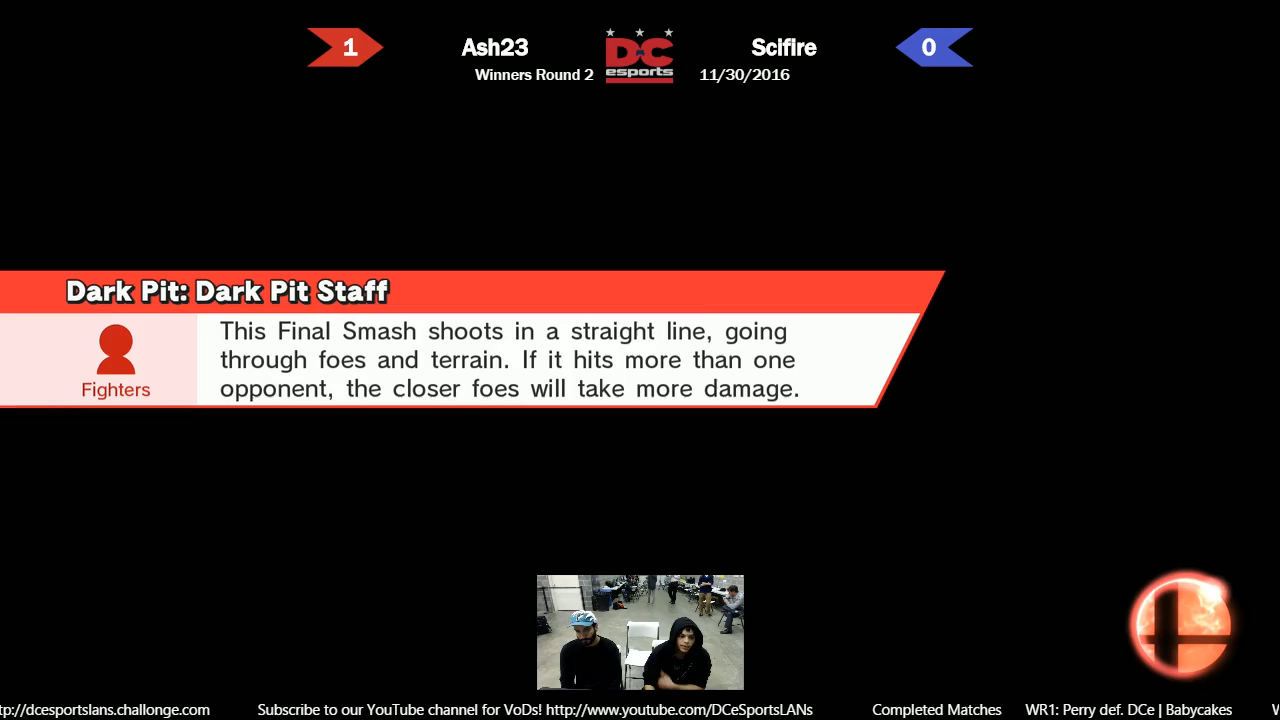 1 Ash23 Scifire 0
Winners Round 2 11/30/2016
DC
esports
Dark Pit: Dark Pit Staff
This Final Smash shoots in a straight line, going
through foes and terrain. If it hits more than one
opponent, the closer foes will take more damage.
Fighters
tp://dcesportslans.challonge.com Subscribe to our YouTube channel for VoDs! http://www.youtube.com/DCeSportsLANs Completed Matches WR1: Perry def. DCe | Babycakes